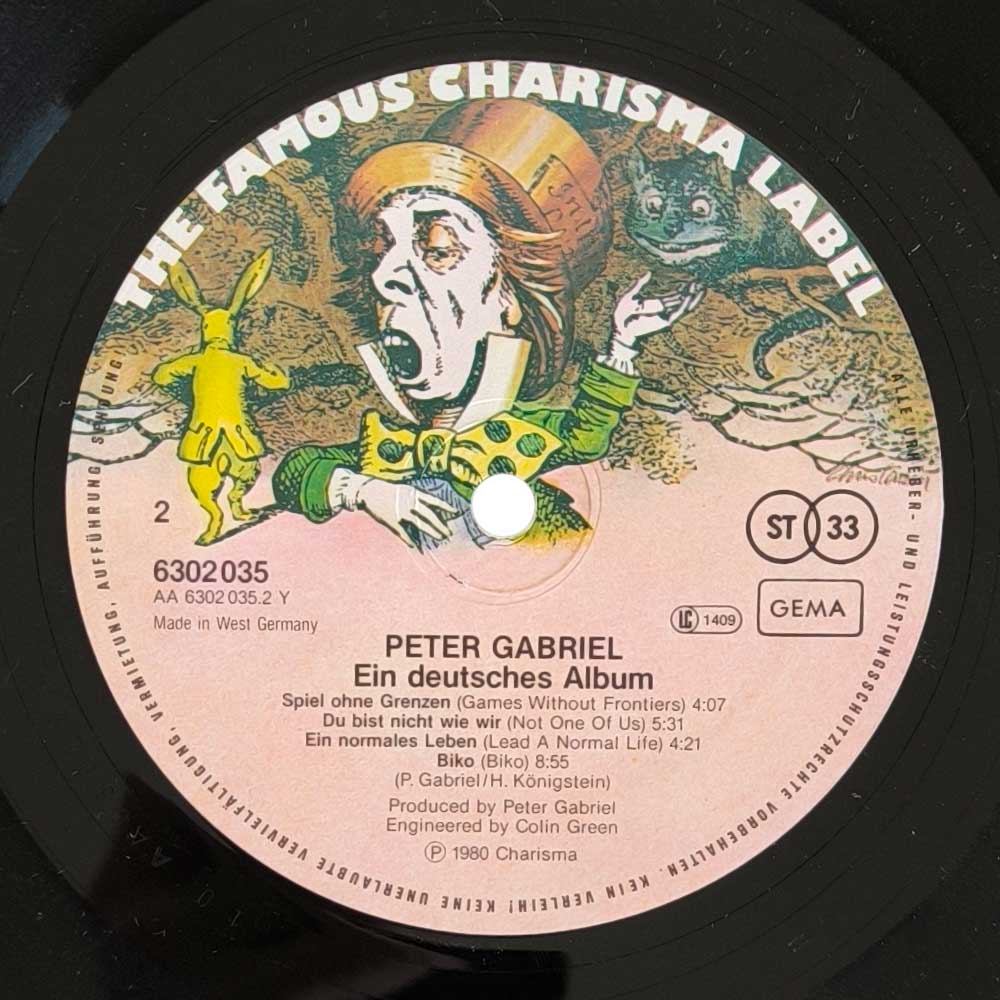 THE FAMOUS CHARISMA LABEL
2
6302 035
AA 6302 035.2 Y
Made in West Germany
ST 33
LC 1409
GEMA
PETER GABRIEL
Ein deutsches Album
Spiel ohne Grenzen (Games Without Frontiers) 4:07
Du bist nicht wie wir (Not One Of Us) 5:31
Ein normales Leben (Lead A Normal Life) 4:21
Biko (Biko) 8:55
(P. Gabriel/H. Königstein)
Produced by Peter Gabriel
Engineered by Colin Green
Ⓟ 1980 Charisma
ALLE URHEBER- UND LEISTUNGSSCHUTZRECHTE VORBEHALTEN. KEIN VERLEIH! KEINE UNERLAUBTE VERVIELFÄLTIGUNG, VERMIETUNG, AUFFÜHRUNG, SENDUNG